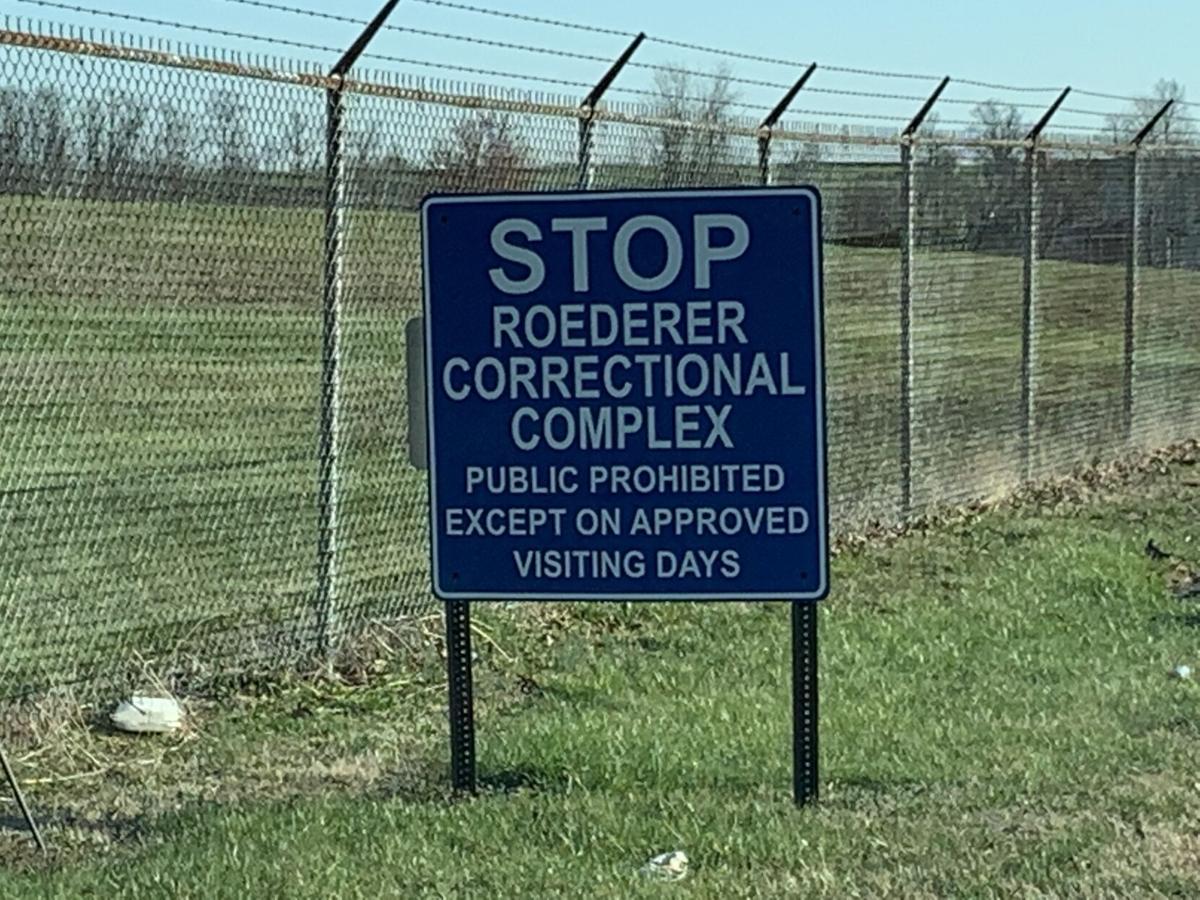 STOP
ROEDERER
CORRECTIONAL
COMPLEX
PUBLIC PROHIBITED
EXCEPT ON APPROVED
VISITING DAYS